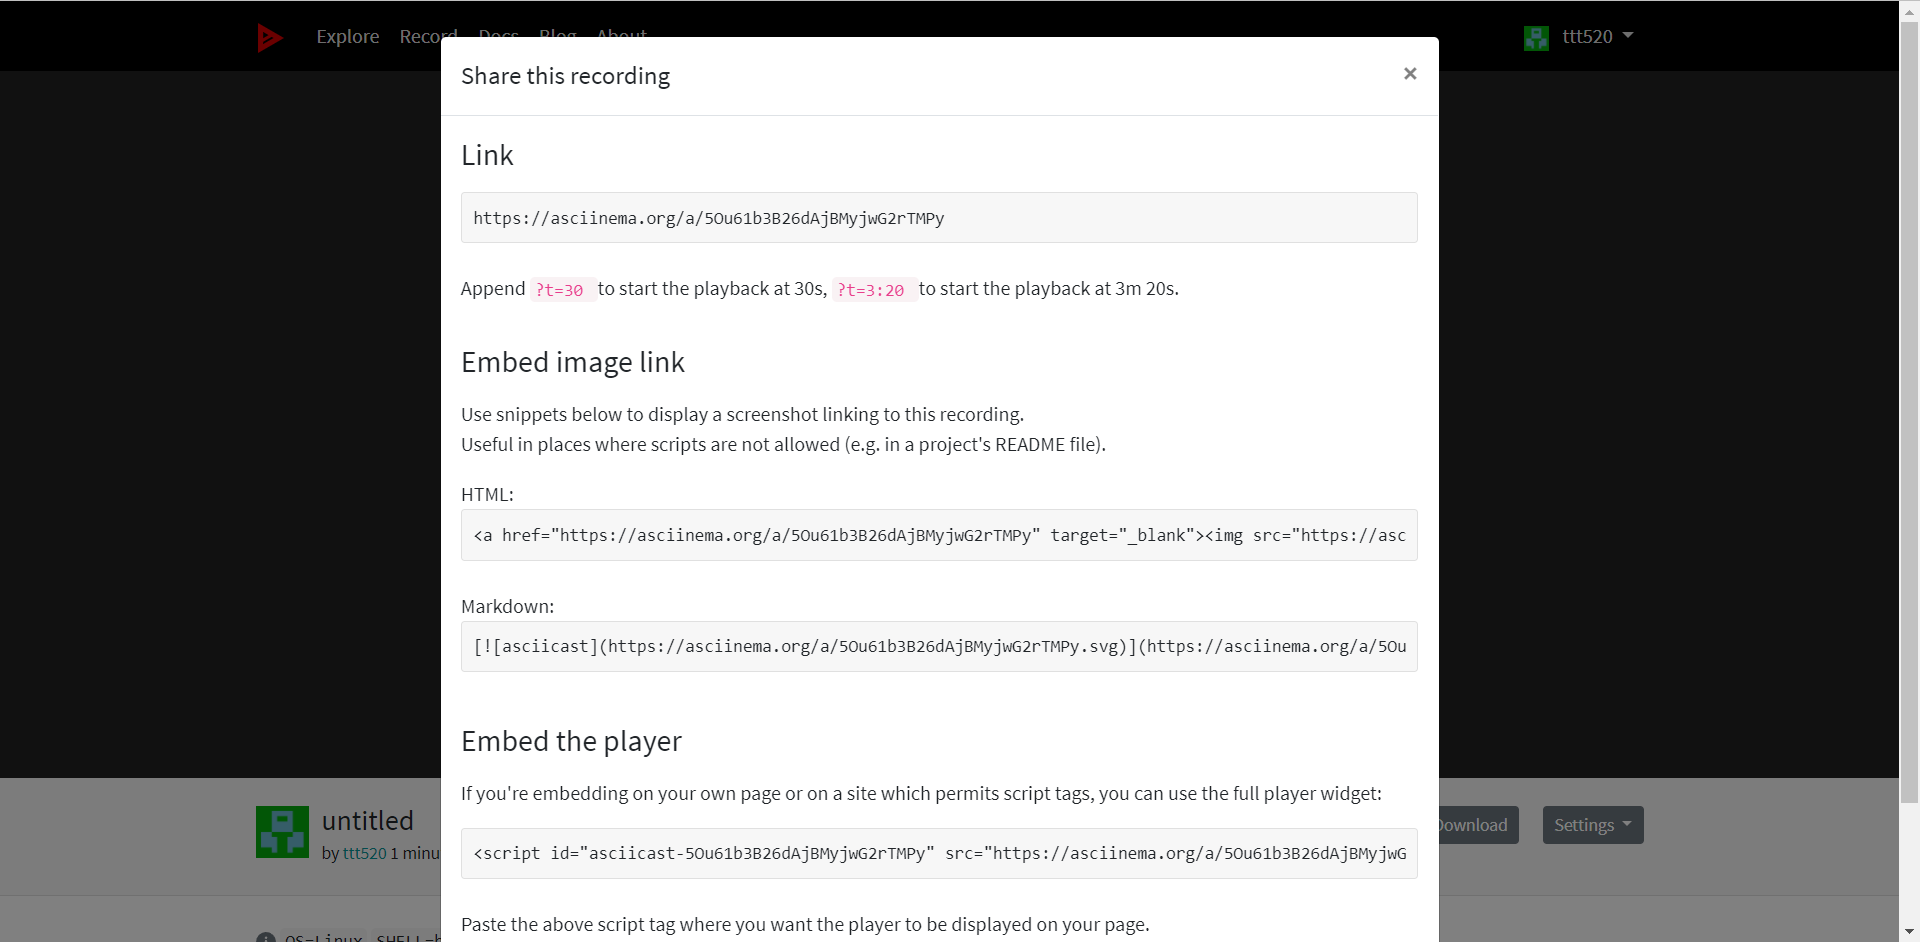 Explore Record Docs Blog About ttt520
Share this recording ×
Link
https://asciinema.org/a/5Ou61b3B26dAjBMyjwG2rTMPy
Append ?t=30 to start the playback at 30s, ?t=3:20 to start the playback at 3m 20s.
Embed image link
Use snippets below to display a screenshot linking to this recording.
Useful in places where scripts are not allowed (e.g. in a project's README file).
HTML:
<a href="https://asciinema.org/a/5Ou61b3B26dAjBMyjwG2rTMPy" target="_blank"><img src="https://asc
Markdown:
[![asciicast](https://asciinema.org/a/5Ou61b3B26dAjBMyjwG2rTMPy.svg)](https://asciinema.org/a/5Ou
Embed the player
If you're embedding on your own page or on a site which permits script tags, you can use the full player widget:
<script id="asciicast-5Ou61b3B26dAjBMyjwG2rTMPy" src="https://asciinema.org/a/5Ou61b3B26dAjBMyjwG
Paste the above script tag where you want the player to be displayed on your page.
untitled
by ttt520 1 minu
Download Settings
OS=Linux SHELL=b